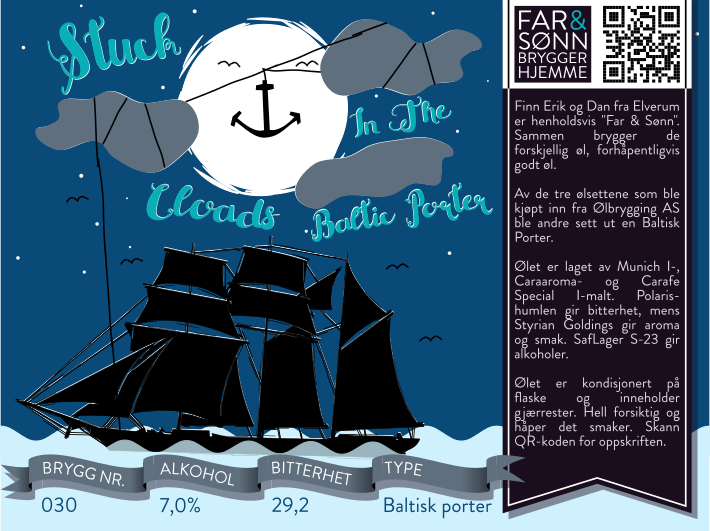 Stuck
In The
Cloads
Baltic Porter
FAR&
SØNN
BRYGGER
HJEMME
Finn Erik og Dan fra Elverum
er henholdsvis "Far & Sønn".
Sammen brygger de
forskjellig øl, forhåpentligvis
godt øl.
Av de tre ølsettene som ble
kjøpt inn fra Ølbrygging AS
ble andre sett ut en Baltisk
Porter.
Ølet er laget av Munich I-,
Caraaroma- og Carafe
Special I-malt. Polaris-
humlen gir bitterhet, mens
Styrian Goldings gir aroma
og smak. SafLager S-23 gir
alkoholer.
Ølet er kondisjonert på
flaske og inneholder
gjærrester. Hell forsiktig og
håper det smaker. Skann
QR-koden for oppskriften.
BRYGG NR. ALKOHOL BITTERHET TYPE
030 7,0% 29,2 Baltisk porter